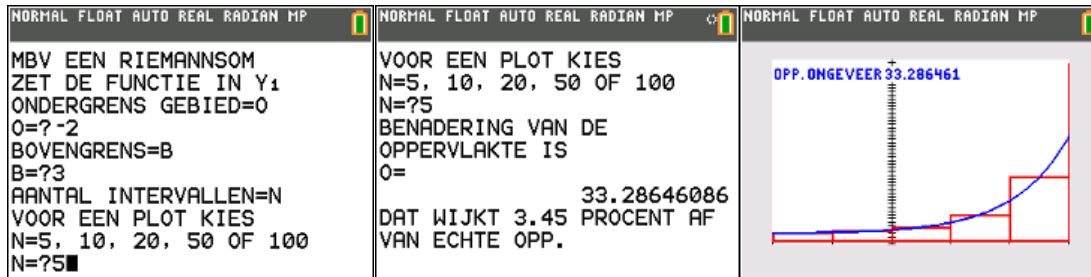 NORMAL FLOAT AUTO REAL RADIAN MP
MBV EEN RIEMANNSOM
ZET DE FUNCTIE IN Y₁
ONDERGRENS GEBIED=O
O=? -2
BOVENGRENS=B
B=?3
AANTAL INTERVALLEN=N
VOOR EEN PLOT KIES
N=5, 10, 20, 50 OF 100
N=?5
NORMAL FLOAT AUTO REAL RADIAN MP
VOOR EEN PLOT KIES
N=5, 10, 20, 50 OF 100
N=?5
BENADERING VAN DE
OPPERVLAKTE IS
O=
33.28646086
DAT WIJKT 3.45 PROCENT AF
VAN ECHTE OPP.
NORMAL FLOAT AUTO REAL RADIAN MP
OPP.ONGEVEER 33.286461